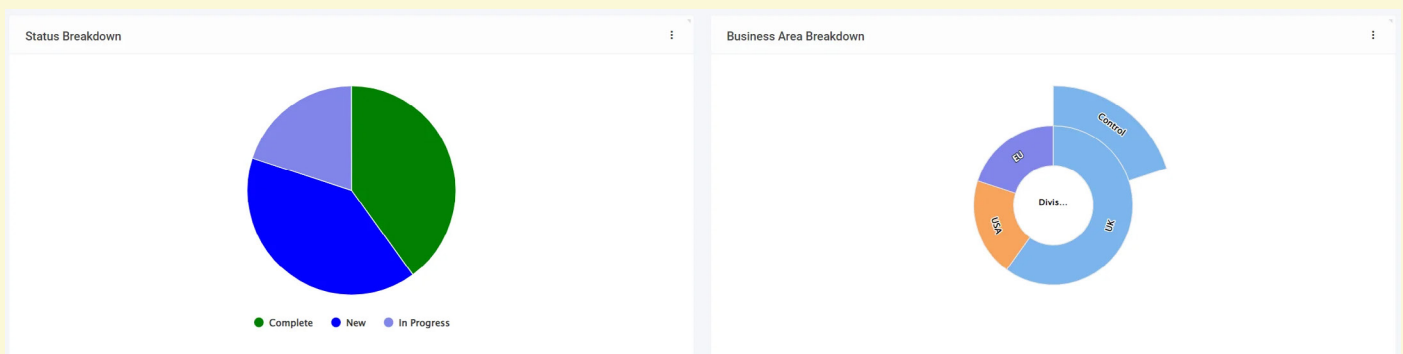 Status Breakdown
Complete
New
In Progress
Business Area Breakdown
Control
EU
Divis...
USA
UK